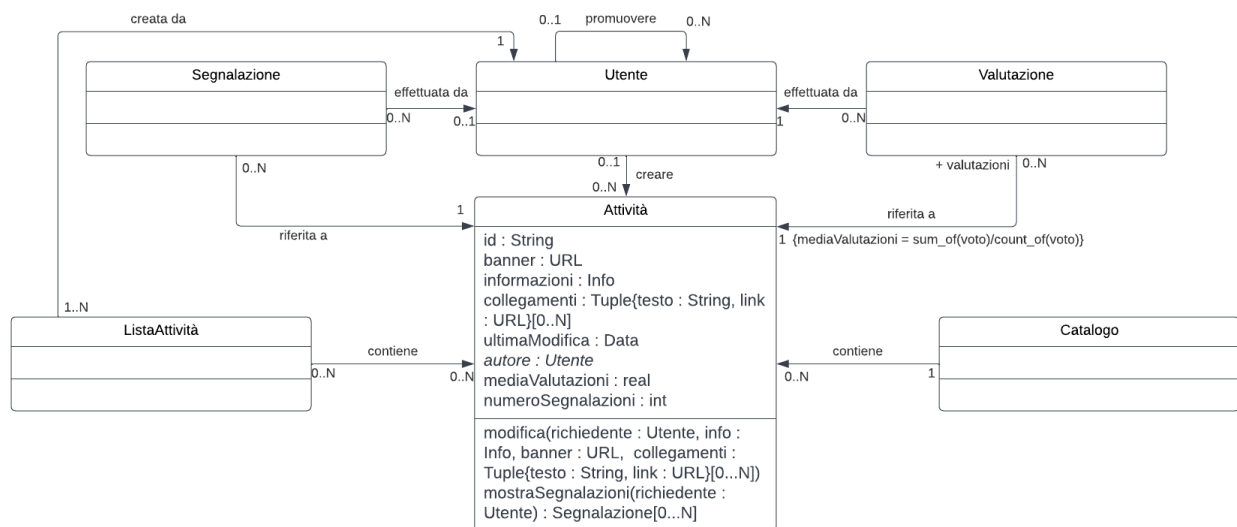 creata da
0..1
promuovere
0..N
1
Segnalazione
Utente
Valutazione
effettuata da
0..N
0..1
effettuata da
1
0..N
0..N
0..1
creare
0..N
+ valutazioni
0..N
riferita a
1
Attività
riferita a
1 {mediaValutazioni = sum_of(voto)/count_of(voto)}
id : String
banner : URL
informazioni : Info
collegamenti : Tuple{testo : String, link
: URL}[0..N]
ultimaModifica : Data
autore : Utente
mediaValutazioni : real
numeroSegnalazioni : int
modifica(richiedente : Utente, info :
Info, banner : URL, collegamenti :
Tuple{testo : String, link : URL}[0...N])
mostraSegnalazioni(richiedente :
Utente) : Segnalazione[0...N]
1..N
ListaAttività
contiene
0..N
0..N
Catalogo
contiene
0..N
1